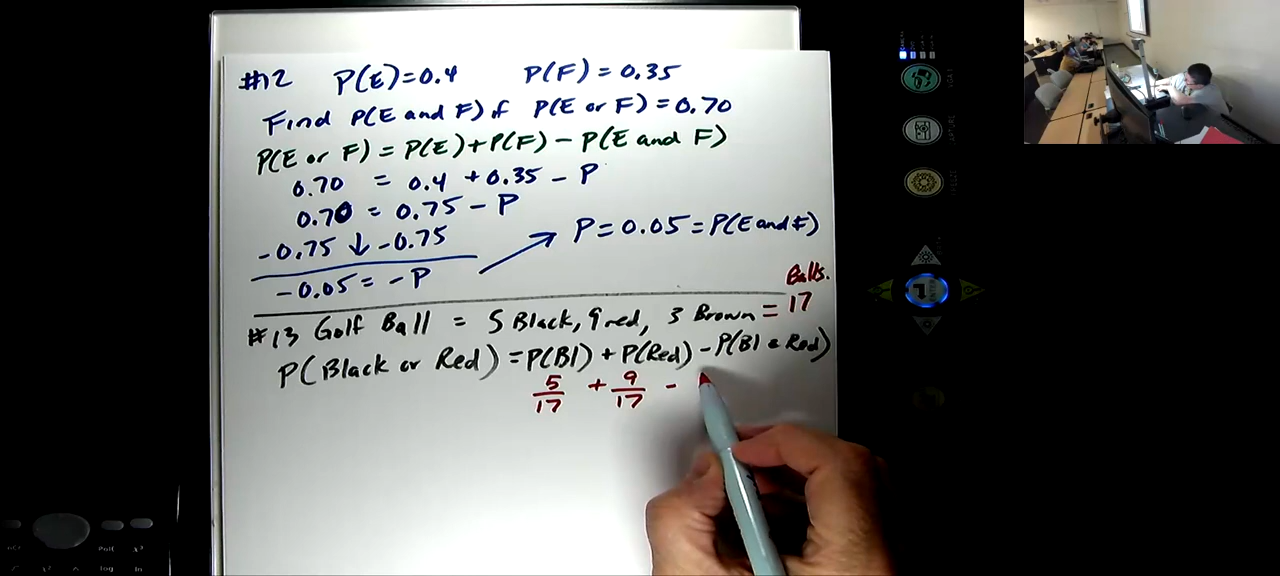 #12 P(E)=0.4 P(F)=0.35
Find P(E and F) if P(E or F)=0.70
P(E or F) = P(E)+P(F) - P(E and F)
0.70 = 0.4 + 0.35 - P
0.70 = 0.75 - P
-0.75 ↓ -0.75
-0.05 = -P
P = 0.05 = P(E and F)
Balls.
#13 Golf Ball = 5 Black, 9 red, 3 Brown = 17
P(Black or Red) = P(Bl) + P(Red) - P(Bl & Red)
5/17 + 9/17 -